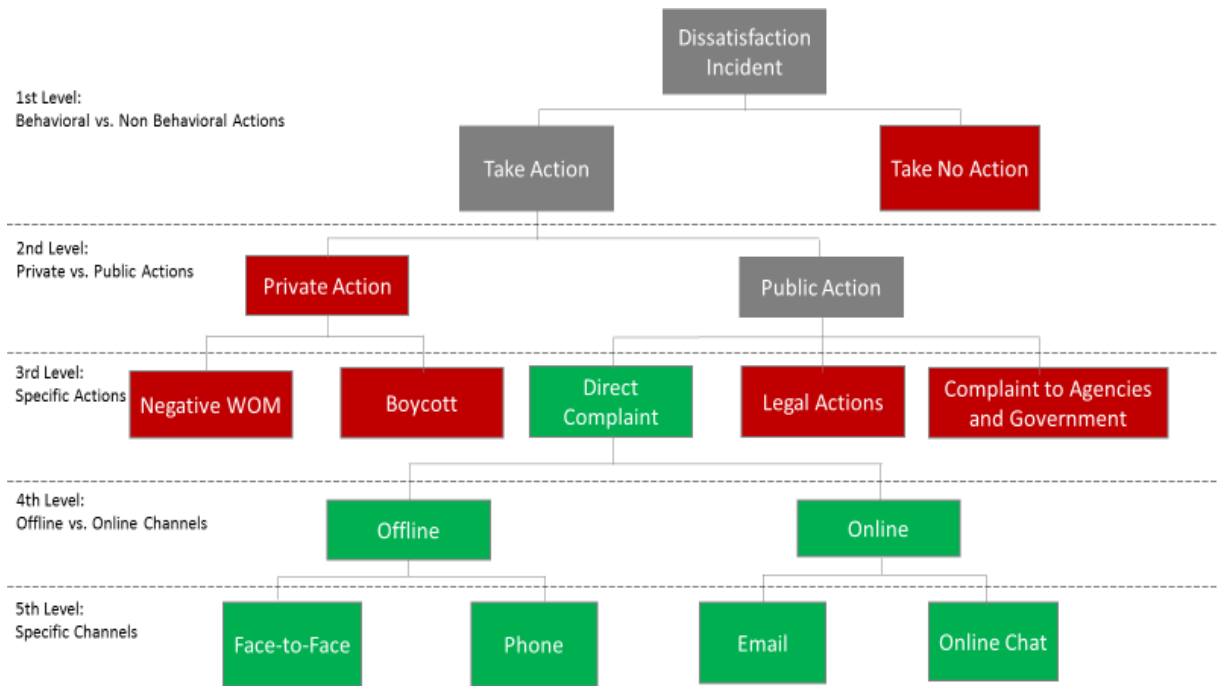 Dissatisfaction
Incident
1st Level:
Behavioral vs. Non Behavioral Actions
Take Action
Take No Action
2nd Level:
Private vs. Public Actions
Private Action
Public Action
3rd Level:
Specific Actions
Negative WOM
Boycott
Direct
Complaint
Legal Actions
Complaint to Agencies
and Government
4th Level:
Offline vs. Online Channels
Offline
Online
5th Level:
Specific Channels
Face-to-Face
Phone
Email
Online Chat